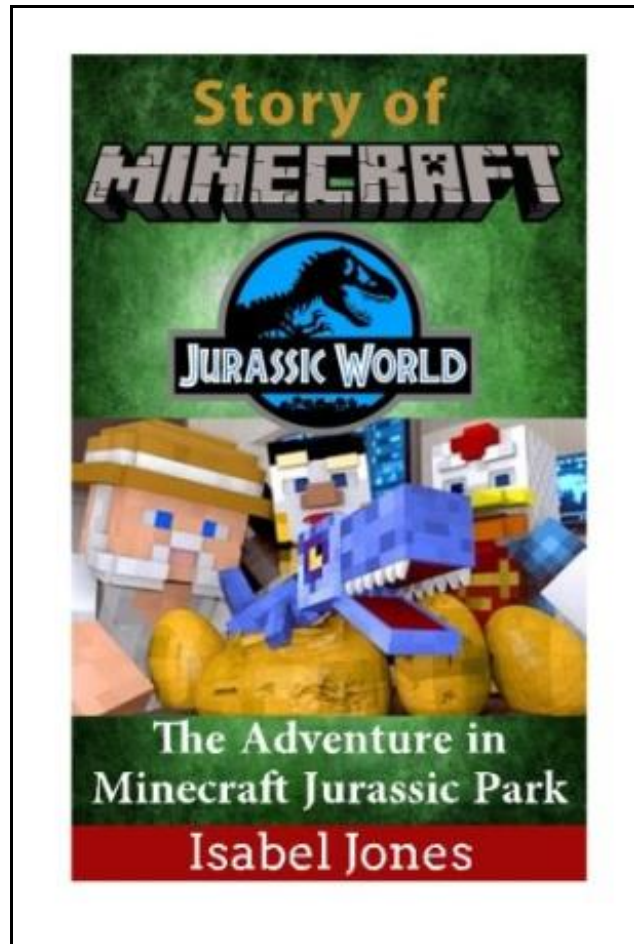 Story of
MINECRAFT
JURASSIC WORLD
The Adventure in
Minecraft Jurassic Park
Isabel Jones